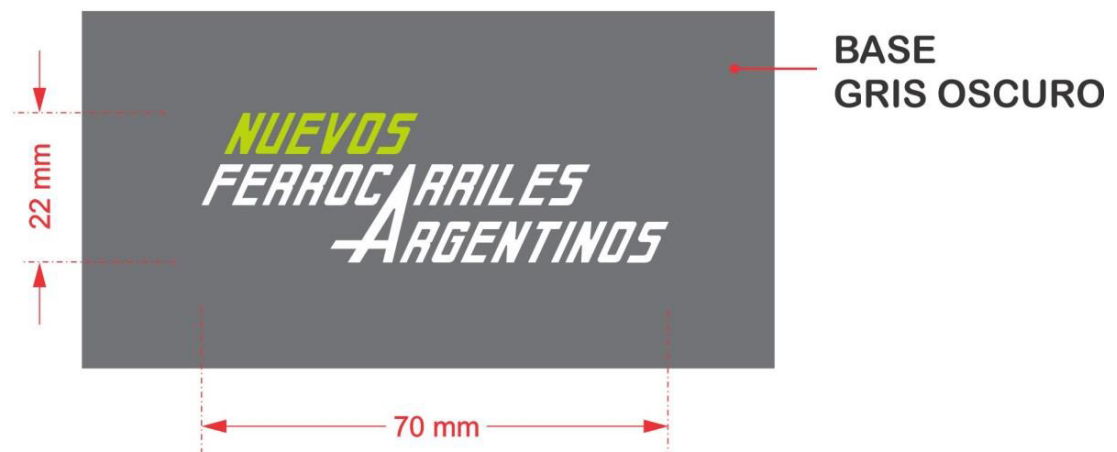 BASE
GRIS OSCURO
22 mm
NUEVOS
FERROCARRILES
ARGENTINOS
70 mm